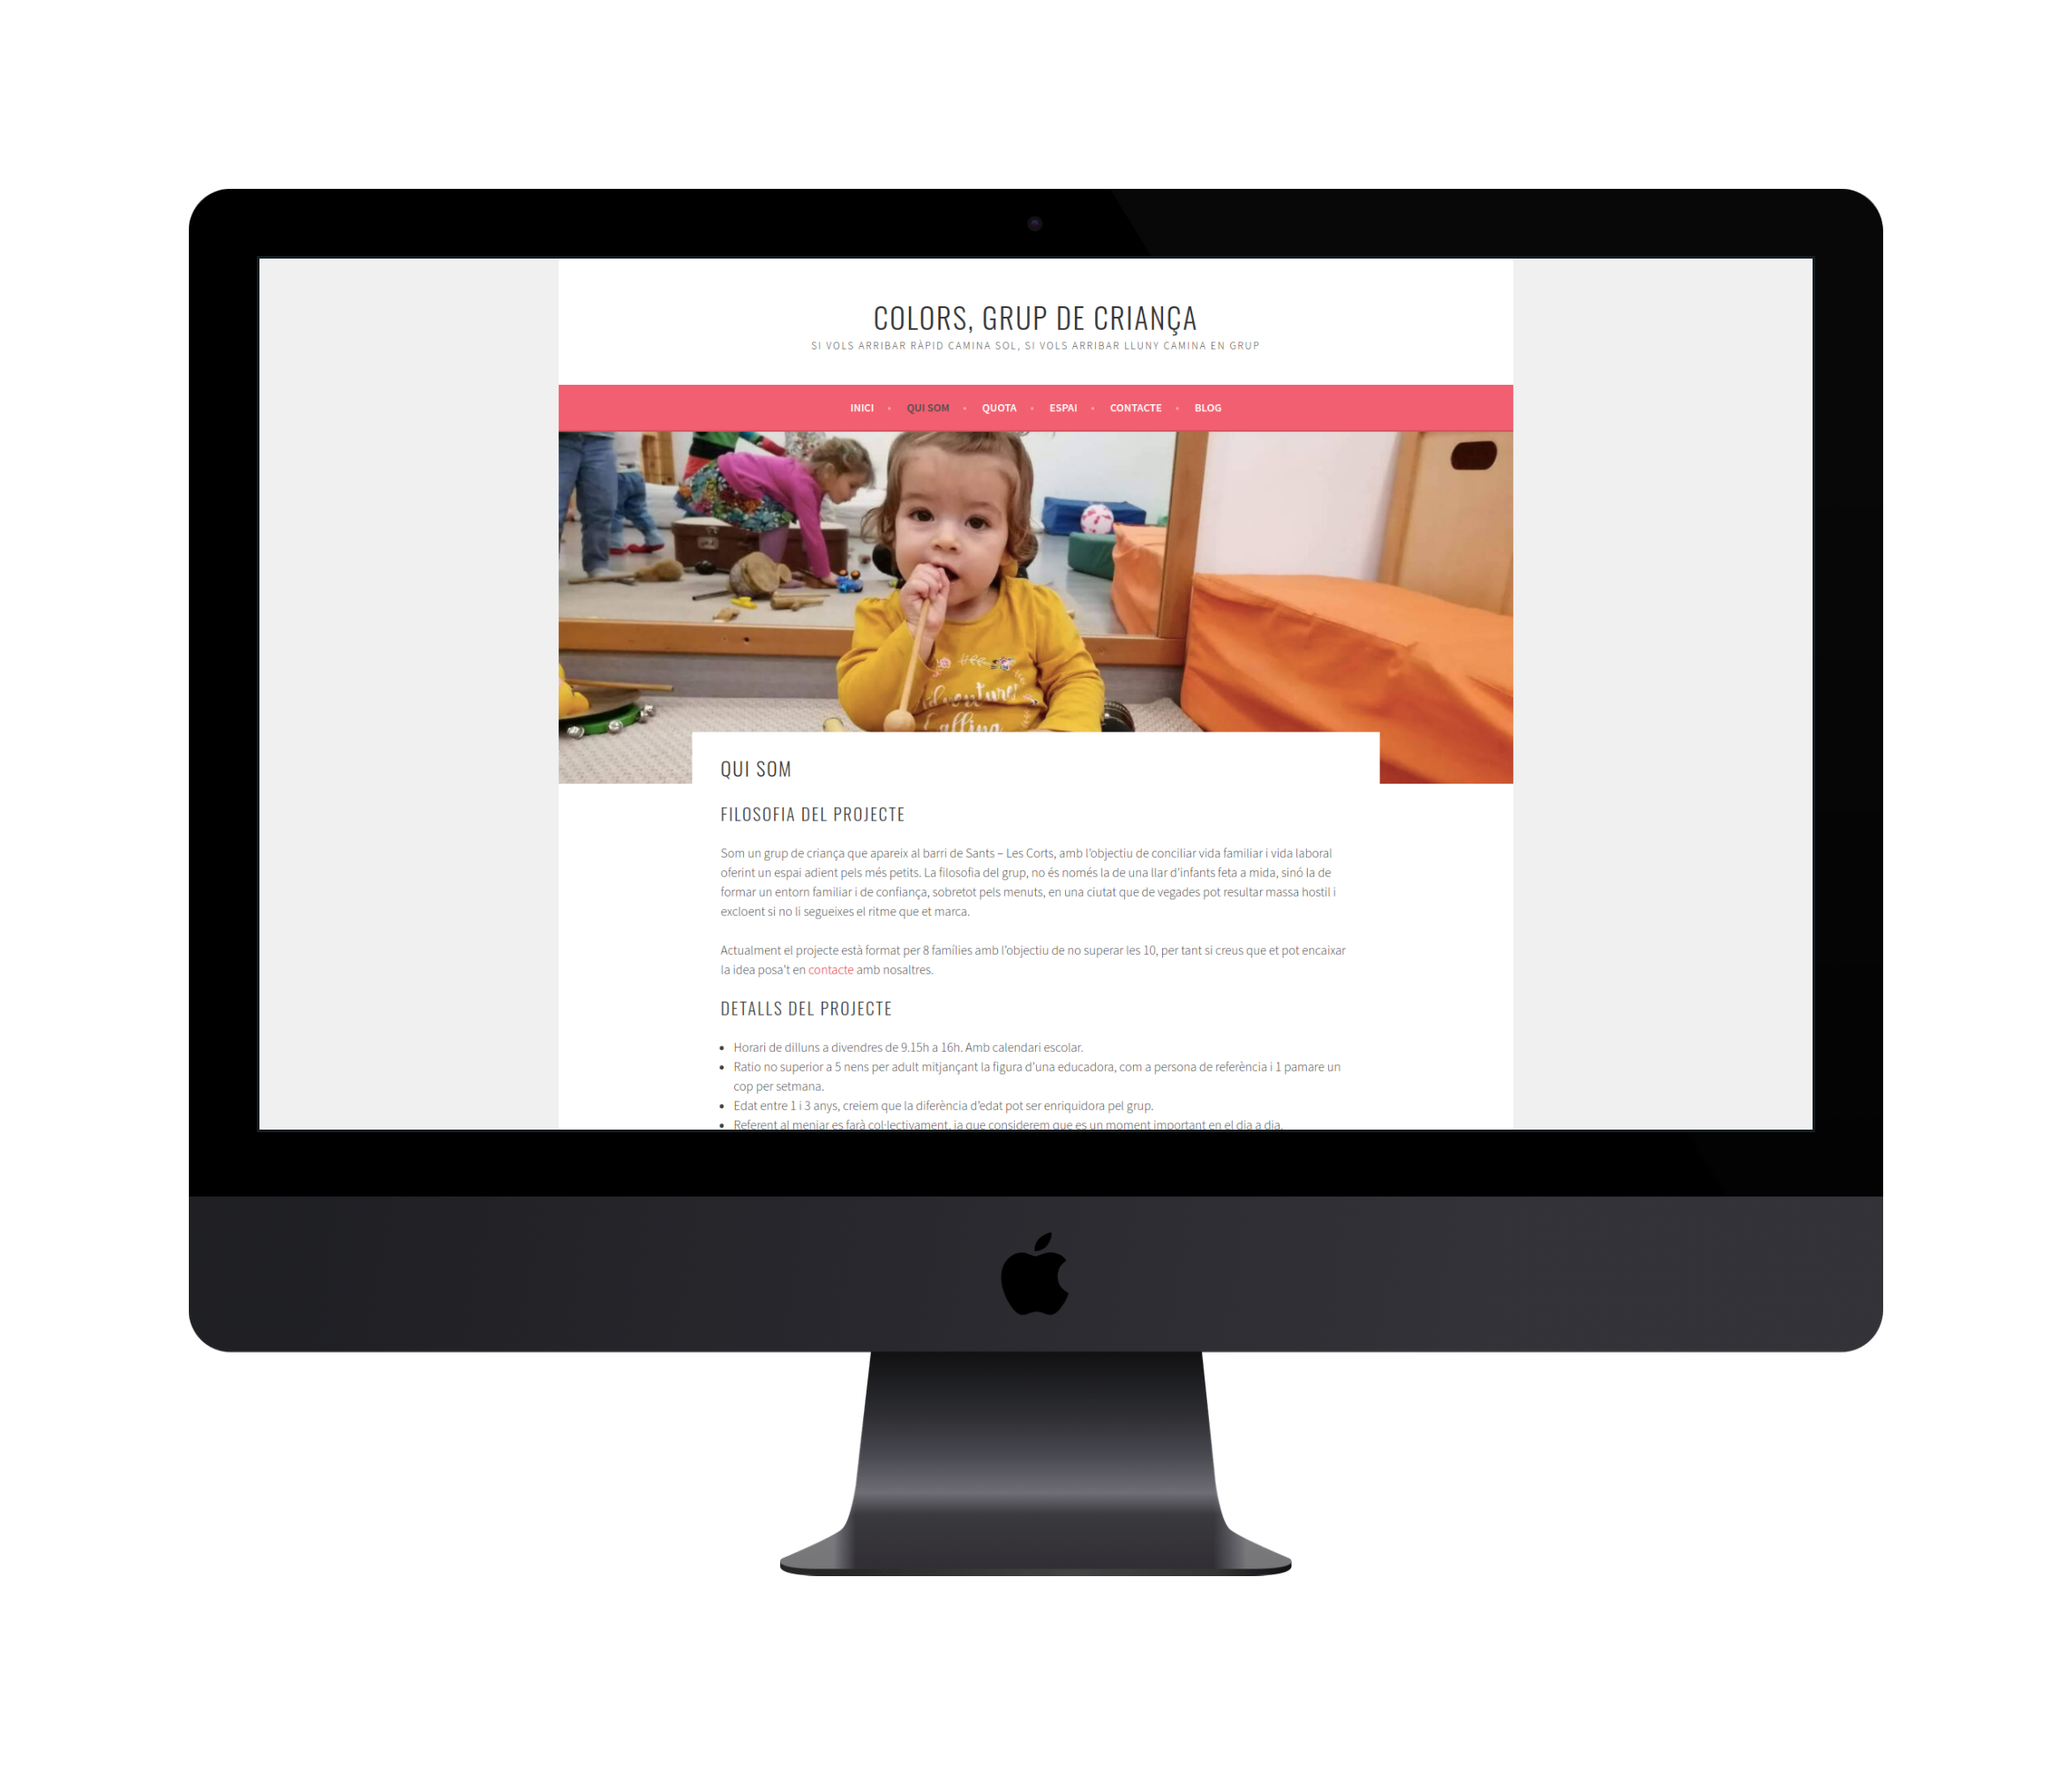 COLORS, GRUP DE CRIANÇA
SI VOLS ARRIBAR RÀPID CAMINA SOL, SI VOLS ARRIBAR LLUNY CAMINA EN GRUP
INICI • QUI SOM • QUOTA • ESPAI • CONTACTE • BLOG
QUI SOM
FILOSOFIA DEL PROJECTE
Som un grup de criança que apareix al barri de Sants – Les Corts, amb l'objectiu de conciliar vida familiar i vida laboral
oferint un espai adient pels més petits. La filosofia del grup, no és només la de una llar d'infants feta a mida, sinó la de
formar un entorn familiar i de confiança, sobretot pels menuts, en una ciutat que de vegades pot resultar massa hostil i
excloent si no li segueixes el ritme que et marca.
Actualment el projecte està format per 8 famílies amb l'objectiu de no superar les 10, per tant si creus que et pot encaixar
la idea posa't en contacte amb nosaltres.
DETALLS DEL PROJECTE
• Horari de dilluns a divendres de 9.15h a 16h. Amb calendari escolar.
• Ratio no superior a 5 nens per adult mitjançant la figura d'una educadora, com a persona de referència i 1 pamare un
cop per setmana.
• Edat entre 1 i 3 anys, creiem que la diferència d'edat pot ser enriquidora pel grup.
• Referent al menjar es farà col·lectivament, ja que considerem que es un moment important en el dia a dia.